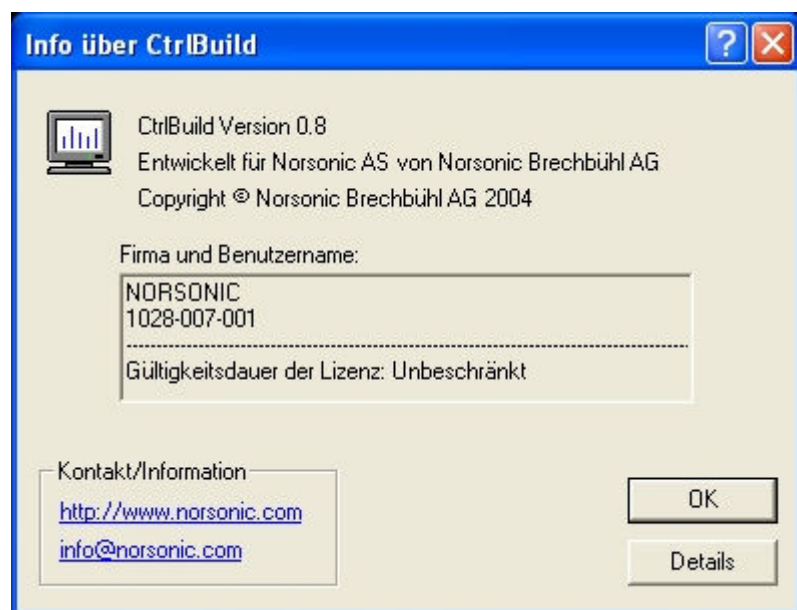 Info über CtrlBuild
CtrlBuild Version 0.8
Entwickelt für Norsonic AS von Norsonic Brechbühl AG
Copyright © Norsonic Brechbühl AG 2004
Firma und Benutzername:
NORSONIC
1028-007-001
Gültigkeitsdauer der Lizenz: Unbeschränkt
Kontakt/Information
http://www.norsonic.com
info@norsonic.com
OK
Details